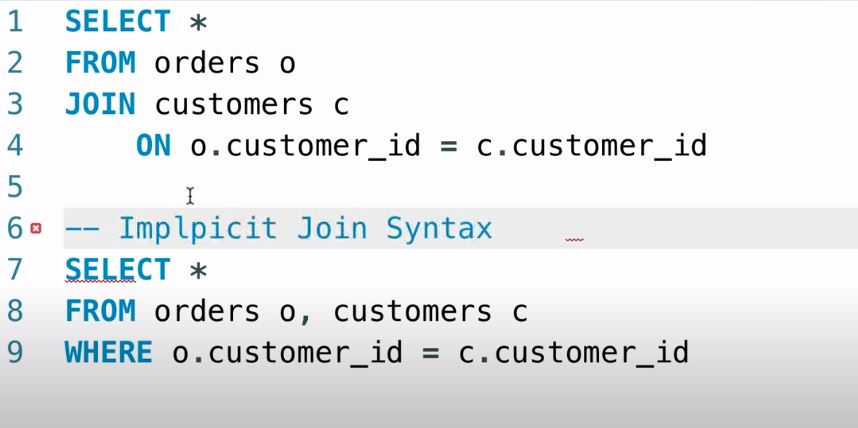 1 SELECT *
2 FROM orders o
3 JOIN customers c
4 ON o.customer_id = c.customer_id
5
6 -- Implpicit Join Syntax
7 SELECT *
8 FROM orders o, customers c
9 WHERE o.customer_id = c.customer_id